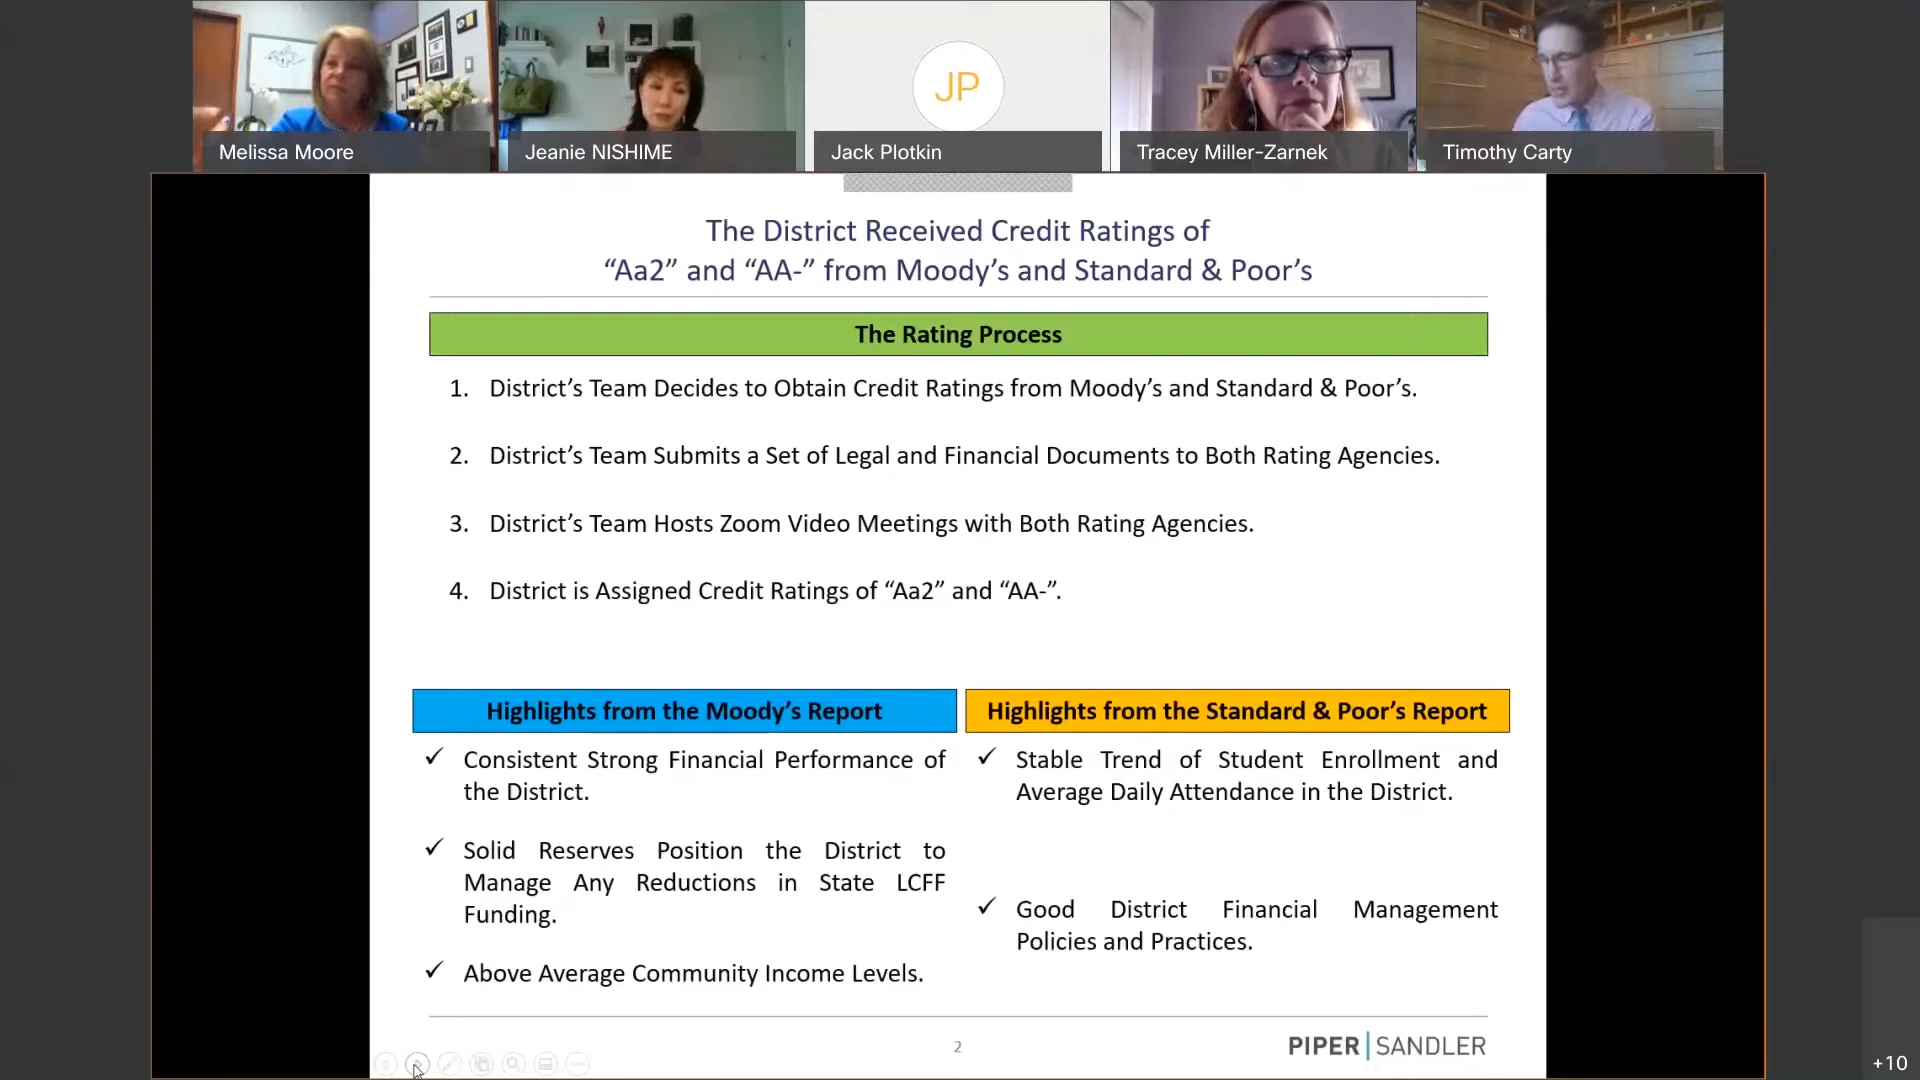 JP
Melissa Moore
Jeanie NISHIME
Jack Plotkin
Tracey Miller-Zarnek
Timothy Carty
The District Received Credit Ratings of
“Aa2” and “AA-” from Moody’s and Standard & Poor’s
The Rating Process
1. District’s Team Decides to Obtain Credit Ratings from Moody’s and Standard & Poor’s.
2. District’s Team Submits a Set of Legal and Financial Documents to Both Rating Agencies.
3. District’s Team Hosts Zoom Video Meetings with Both Rating Agencies.
4. District is Assigned Credit Ratings of “Aa2” and “AA-”.
Highlights from the Moody’s Report
✓ Consistent Strong Financial Performance of
the District.
✓ Solid Reserves Position the District to
Manage Any Reductions in State LCFF
Funding.
✓ Above Average Community Income Levels.
Highlights from the Standard & Poor’s Report
✓ Stable Trend of Student Enrollment and
Average Daily Attendance in the District.
✓ Good District Financial Management
Policies and Practices.
2
PIPER | SANDLER
+10